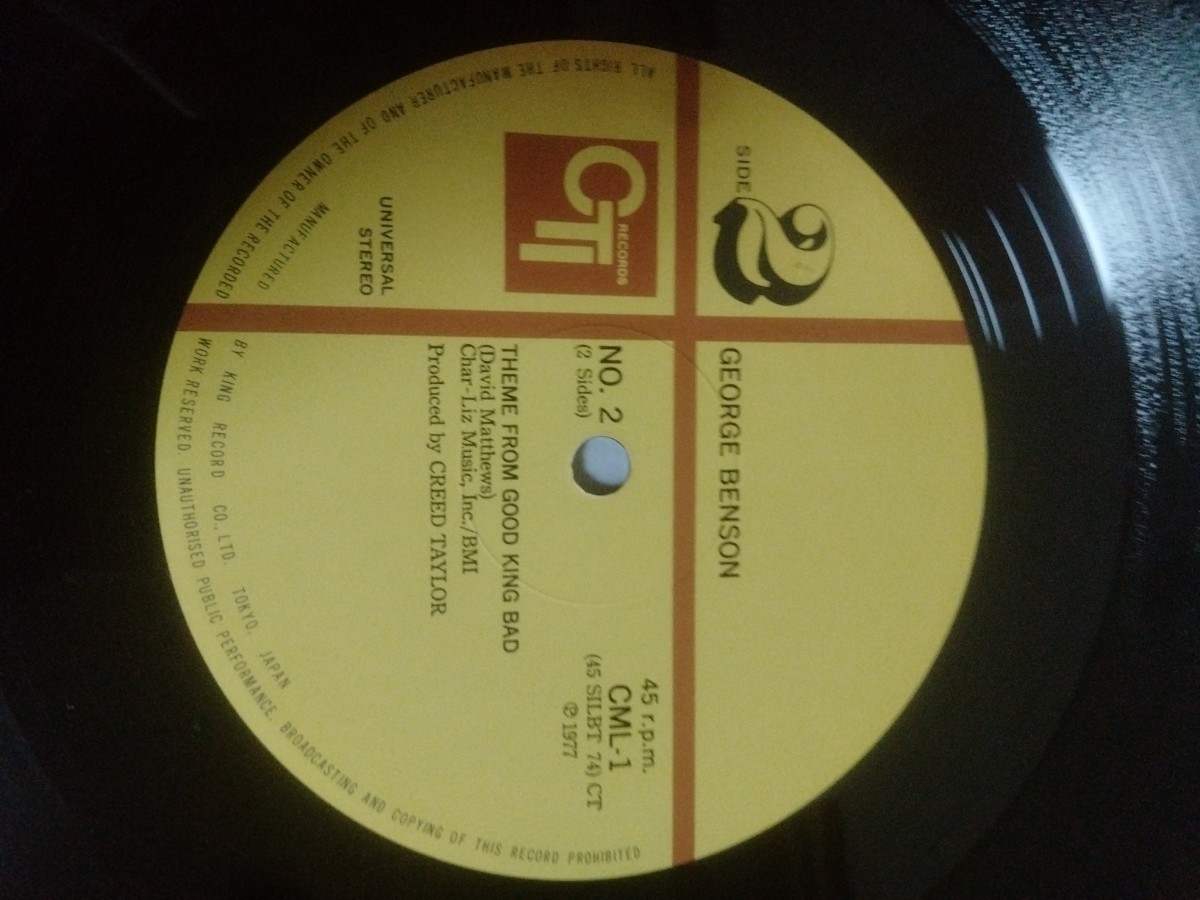 SIDE 2
GEORGE BENSON
CTI
RECORDS
UNIVERSAL
STEREO
45 r.p.m.
CML-1
(45 SILBT 74) CT
℗ 1977
NO. 2
(2 Sides)
THEME FROM GOOD KING BAD
(David Matthews)
Char-Liz Music, Inc./BMI
Produced by CREED TAYLOR
MANUFACTURED BY KING RECORD CO., LTD. TOKYO. JAPAN
ALL RIGHTS OF THE MANUFACTURER AND OF THE OWNER OF THE RECORDED WORK RESERVED. UNAUTHORISED PUBLIC PERFORMANCE. BROADCASTING AND COPYING OF THIS RECORD PROHIBITED